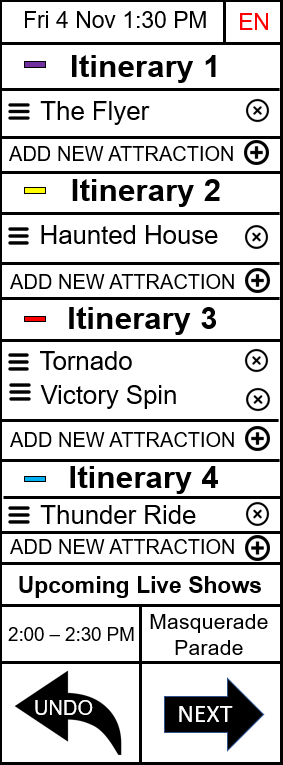 Fri 4 Nov 1:30 PM
EN
Itinerary 1
The Flyer
ADD NEW ATTRACTION
Itinerary 2
Haunted House
ADD NEW ATTRACTION
Itinerary 3
Tornado
Victory Spin
ADD NEW ATTRACTION
Itinerary 4
Thunder Ride
ADD NEW ATTRACTION
Upcoming Live Shows
2:00 – 2:30 PM
Masquerade
Parade
UNDO
NEXT